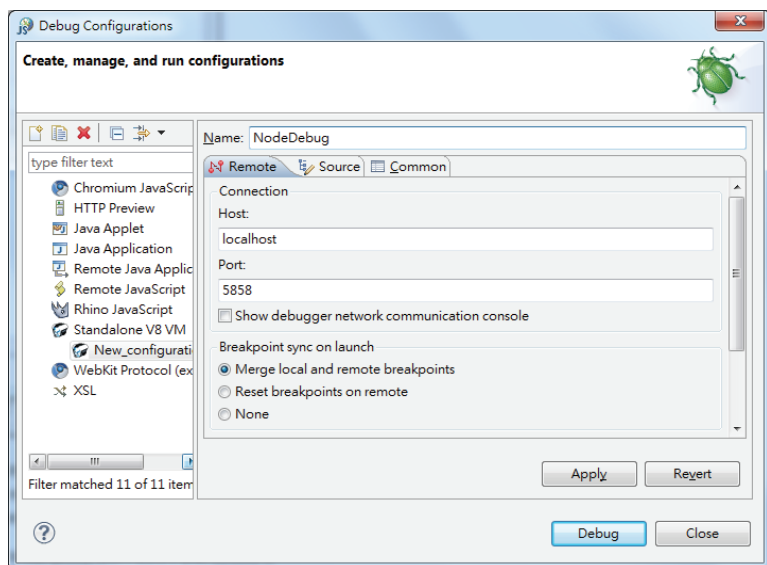 Debug Configurations
Create, manage, and run configurations
Name: NodeDebug
type filter text
Chromium JavaScrip
HTTP Preview
Java Applet
Java Application
Remote Java Applic
Remote JavaScript
Rhino JavaScript
Standalone V8 VM
New_configurati
WebKit Protocol (ex
XSL
Filter matched 11 of 11 item
Remote Source Common
Connection
Host:
localhost
Port:
5858
Show debugger network communication console
Breakpoint sync on launch
Merge local and remote breakpoints
Reset breakpoints on remote
None
Apply Revert
Debug Close